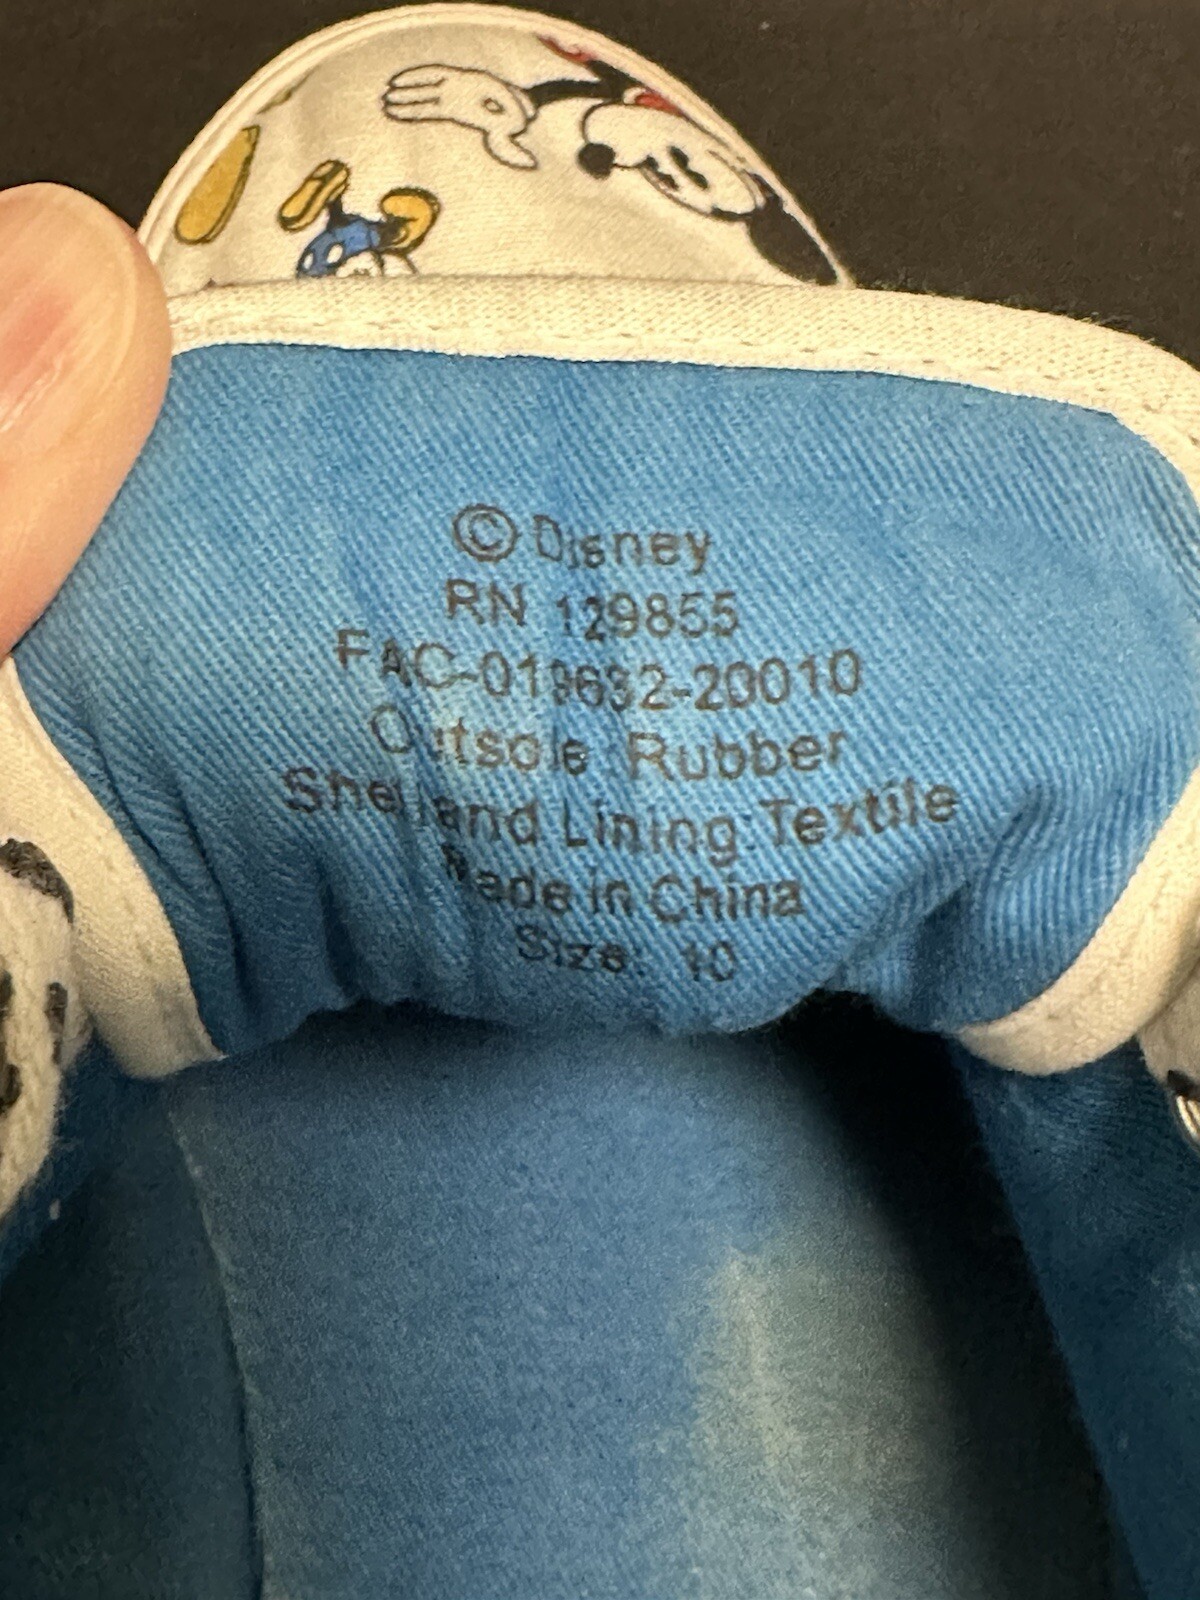 © Disney
RN 129855
FAC-019632-20010
Outsole: Rubber
Shell and Lining: Textile
Made in China
Size: 10